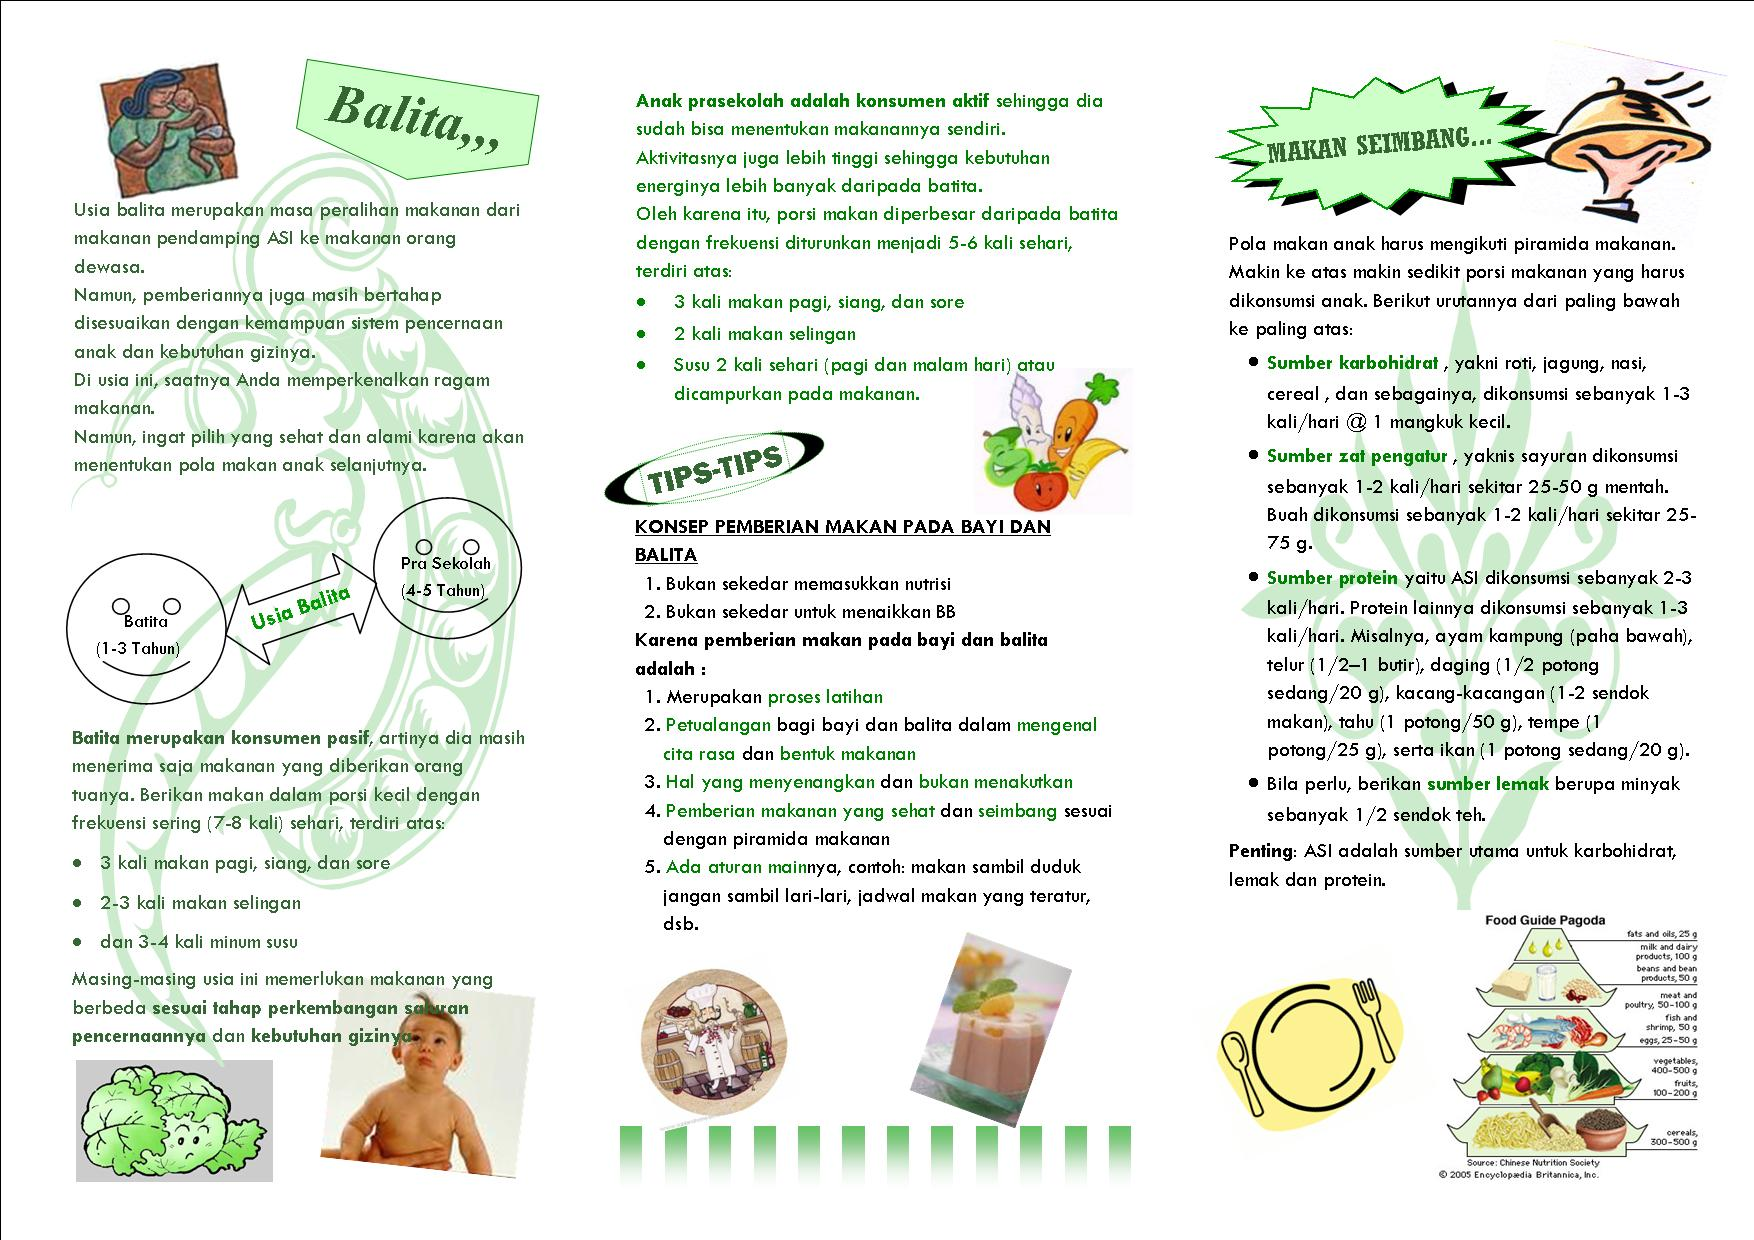 Balita,,,
Usia balita merupakan masa peralihan makanan dari
makanan pendamping ASI ke makanan orang
dewasa.
Namun, pemberiannya juga masih bertahap
disesuaikan dengan kemampuan sistem pencernaan
anak dan kebutuhan gizinya.
Di usia ini, saatnya Anda memperkenalkan ragam
makanan.
Namun, ingat pilih yang sehat dan alami karena akan
menentukan pola makan anak selanjutnya.
Batita
(1-3 Tahun)
Usia Balita
Pra Sekolah
(4-5 Tahun)
Batita merupakan konsumen pasif, artinya dia masih
menerima saja makanan yang diberikan orang
tuanya. Berikan makan dalam porsi kecil dengan
frekuensi sering (7-8 kali) sehari, terdiri atas:
• 3 kali makan pagi, siang, dan sore
• 2-3 kali makan selingan
• dan 3-4 kali minum susu
Masing-masing usia ini memerlukan makanan yang
berbeda sesuai tahap perkembangan saluran
pencernaannya dan kebutuhan gizinya.
Anak prasekolah adalah konsumen aktif sehingga dia
sudah bisa menentukan makanannya sendiri.
Aktivitasnya juga lebih tinggi sehingga kebutuhan
energinya lebih banyak daripada batita.
Oleh karena itu, porsi makan diperbesar daripada batita
dengan frekuensi diturunkan menjadi 5-6 kali sehari,
terdiri atas:
• 3 kali makan pagi, siang, dan sore
• 2 kali makan selingan
• Susu 2 kali sehari (pagi dan malam hari) atau
dicampurkan pada makanan.
TIPS-TIPS
KONSEP PEMBERIAN MAKAN PADA BAYI DAN
BALITA
1. Bukan sekedar memasukkan nutrisi
2. Bukan sekedar untuk menaikkan BB
Karena pemberian makan pada bayi dan balita
adalah :
1. Merupakan proses latihan
2. Petualangan bagi bayi dan balita dalam mengenal
cita rasa dan bentuk makanan
3. Hal yang menyenangkan dan bukan menakutkan
4. Pemberian makanan yang sehat dan seimbang sesuai
dengan piramida makanan
5. Ada aturan mainnya, contoh: makan sambil duduk
jangan sambil lari-lari, jadwal makan yang teratur,
dsb.
MAKAN SEIMBANG...
Pola makan anak harus mengikuti piramida makanan.
Makin ke atas makin sedikit porsi makanan yang harus
dikonsumsi anak. Berikut urutannya dari paling bawah
ke paling atas:
• Sumber karbohidrat , yakni roti, jagung, nasi,
cereal , dan sebagainya, dikonsumsi sebanyak 1-3
kali/hari @ 1 mangkuk kecil.
• Sumber zat pengatur , yaknis sayuran dikonsumsi
sebanyak 1-2 kali/hari sekitar 25-50 g mentah.
Buah dikonsumsi sebanyak 1-2 kali/hari sekitar 25-
75 g.
• Sumber protein yaitu ASI dikonsumsi sebanyak 2-3
kali/hari. Protein lainnya dikonsumsi sebanyak 1-3
kali/hari. Misalnya, ayam kampung (paha bawah),
telur (1/2–1 butir), daging (1/2 potong
sedang/20 g), kacang-kacangan (1-2 sendok
makan), tahu (1 potong/50 g), tempe (1
potong/25 g), serta ikan (1 potong sedang/20 g).
• Bila perlu, berikan sumber lemak berupa minyak
sebanyak 1/2 sendok teh.
Penting: ASI adalah sumber utama untuk karbohidrat,
lemak dan protein.
Food Guide Pagoda
fats and oils, 25 g
milk and dairy
products, 100 g
beans and bean
products, 50 g
meat and
poultry, 50–100 g
fish and
shrimp, 50 g
eggs, 25–50 g
vegetables,
400–500 g
fruits,
100–200 g
cereals,
300–500 g
Source: Chinese Nutrition Society
© 2005 Encyclopædia Britannica, Inc.